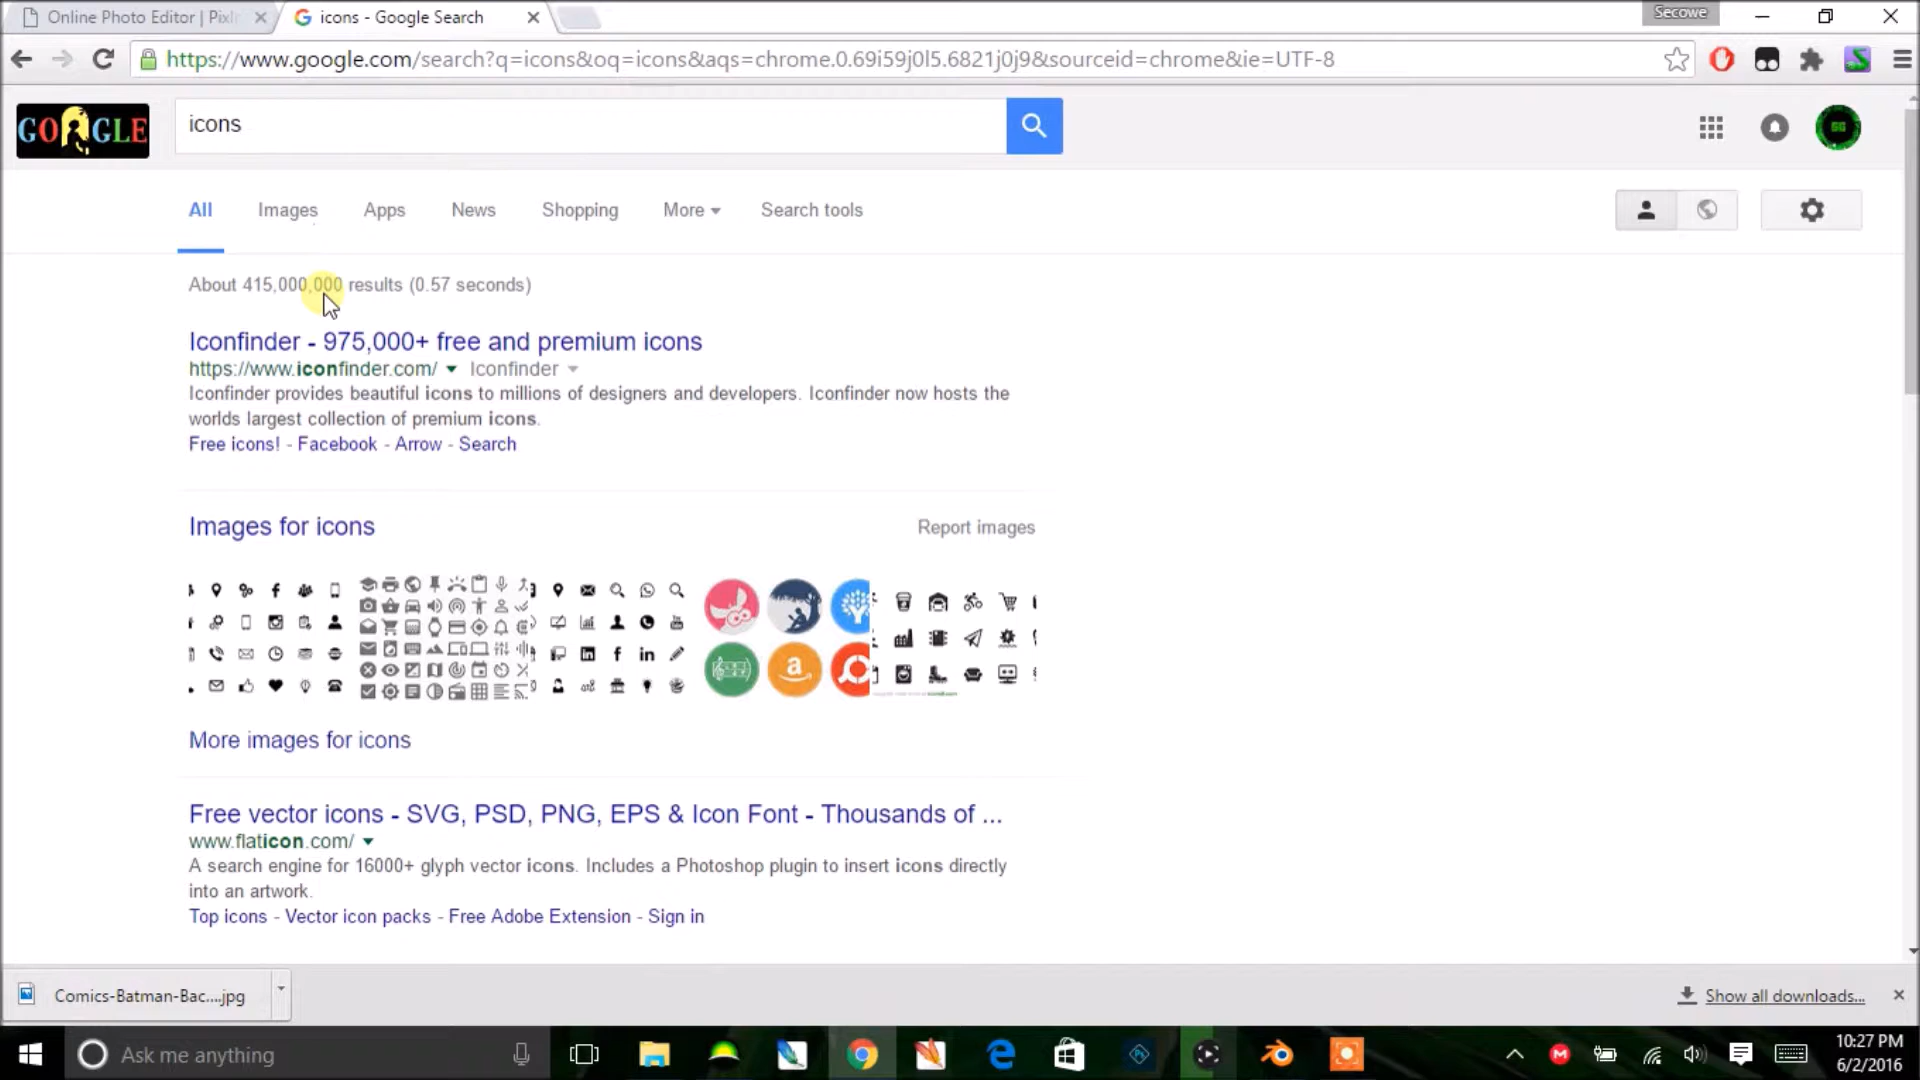 Online Photo Editor | Pixlr
icons - Google Search
Secowe
https://www.google.com/search?q=icons&oq=icons&aqs=chrome.0.69i59j0l5.6821j0j9&sourceid=chrome&ie=UTF-8
GOOGLE
icons
All
Images
Apps
News
Shopping
More
Search tools
About 415,000,000 results (0.57 seconds)
Iconfinder - 975,000+ free and premium icons
https://www.iconfinder.com/ Iconfinder
Iconfinder provides beautiful icons to millions of designers and developers. Iconfinder now hosts the
worlds largest collection of premium icons.
Free icons! - Facebook - Arrow - Search
Images for icons
Report images
More images for icons
Free vector icons - SVG, PSD, PNG, EPS & Icon Font - Thousands of ...
www.flaticon.com/
A search engine for 16000+ glyph vector icons. Includes a Photoshop plugin to insert icons directly
into an artwork.
Top icons - Vector icon packs - Free Adobe Extension - Sign in
Comics-Batman-Bac....jpg
Show all downloads...
Ask me anything
10:27 PM
6/2/2016